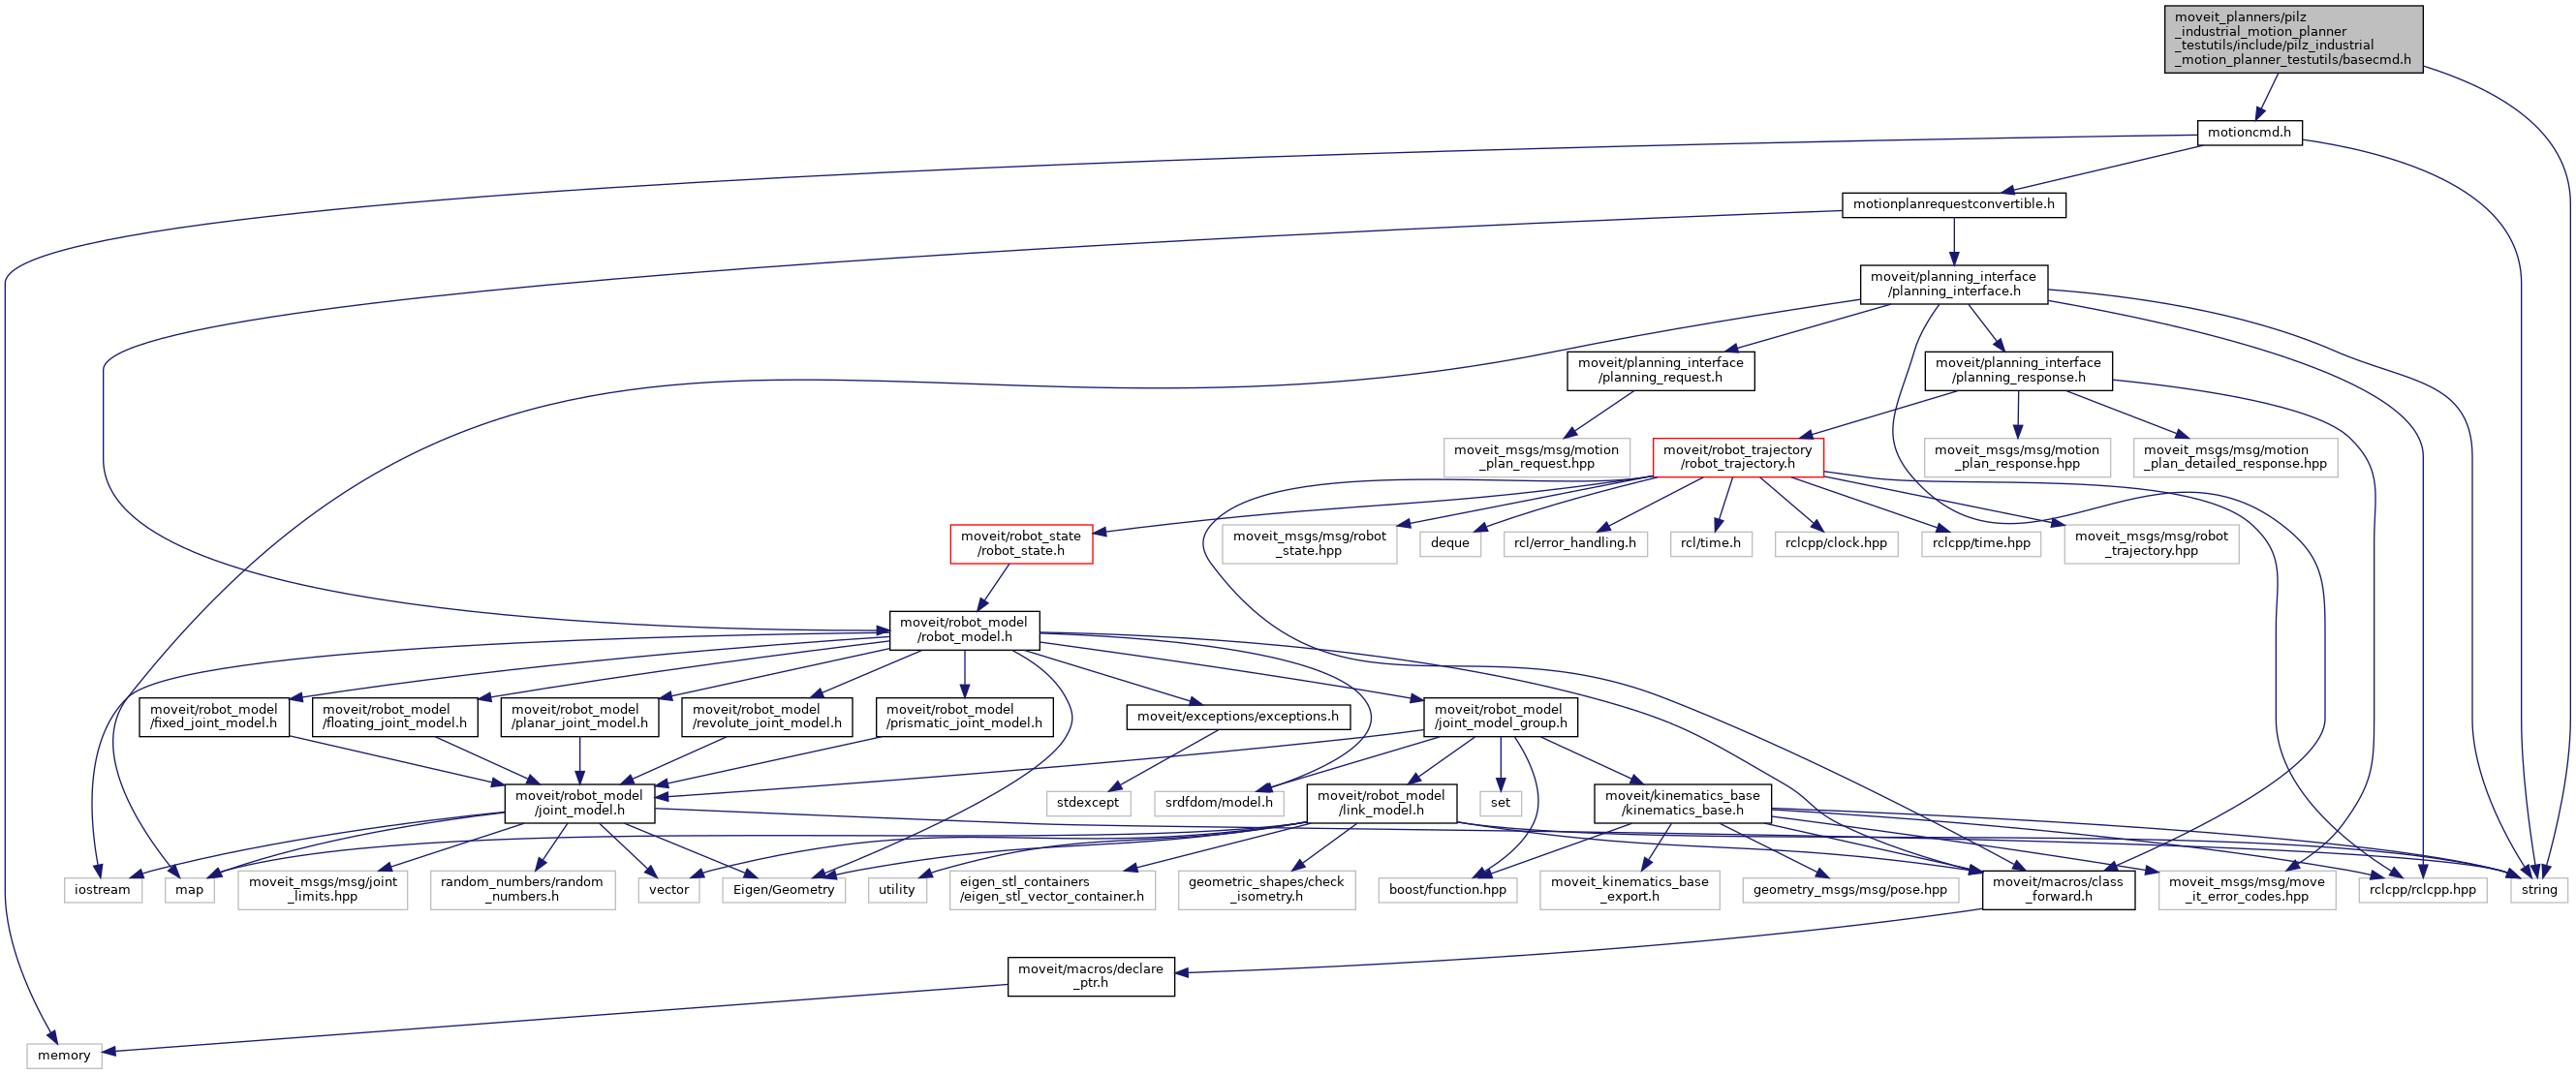 moveit_planners/pilz
_industrial_motion_planner
_testutils/include/pilz_industrial
_motion_planner_testutils/basecmd.h
motioncmd.h
motionplanrequestconvertible.h
moveit/planning_interface
/planning_interface.h
moveit/planning_interface
/planning_request.h
moveit/planning_interface
/planning_response.h
moveit_msgs/msg/motion
_plan_request.hpp
moveit/robot_trajectory
/robot_trajectory.h
moveit_msgs/msg/motion
_plan_response.hpp
moveit_msgs/msg/motion
_plan_detailed_response.hpp
moveit/robot_state
/robot_state.h
moveit_msgs/msg/robot
_state.hpp
deque
rcl/error_handling.h
rcl/time.h
rclcpp/clock.hpp
rclcpp/time.hpp
moveit_msgs/msg/robot
_trajectory.hpp
moveit/robot_model
/robot_model.h
moveit/robot_model
/fixed_joint_model.h
moveit/robot_model
/floating_joint_model.h
moveit/robot_model
/planar_joint_model.h
moveit/robot_model
/revolute_joint_model.h
moveit/robot_model
/prismatic_joint_model.h
moveit/exceptions/exceptions.h
moveit/robot_model
/joint_model_group.h
moveit/robot_model
/joint_model.h
stdexcept
srdfdom/model.h
moveit/robot_model
/link_model.h
set
moveit/kinematics_base
/kinematics_base.h
iostream
map
moveit_msgs/msg/joint
_limits.hpp
random_numbers/random
_numbers.h
vector
Eigen/Geometry
utility
eigen_stl_containers
/eigen_stl_vector_container.h
geometric_shapes/check
_isometry.h
boost/function.hpp
moveit_kinematics_base
_export.h
geometry_msgs/msg/pose.hpp
moveit/macros/class
_forward.h
moveit_msgs/msg/move
_it_error_codes.hpp
rclcpp/rclcpp.hpp
string
moveit/macros/declare
_ptr.h
memory